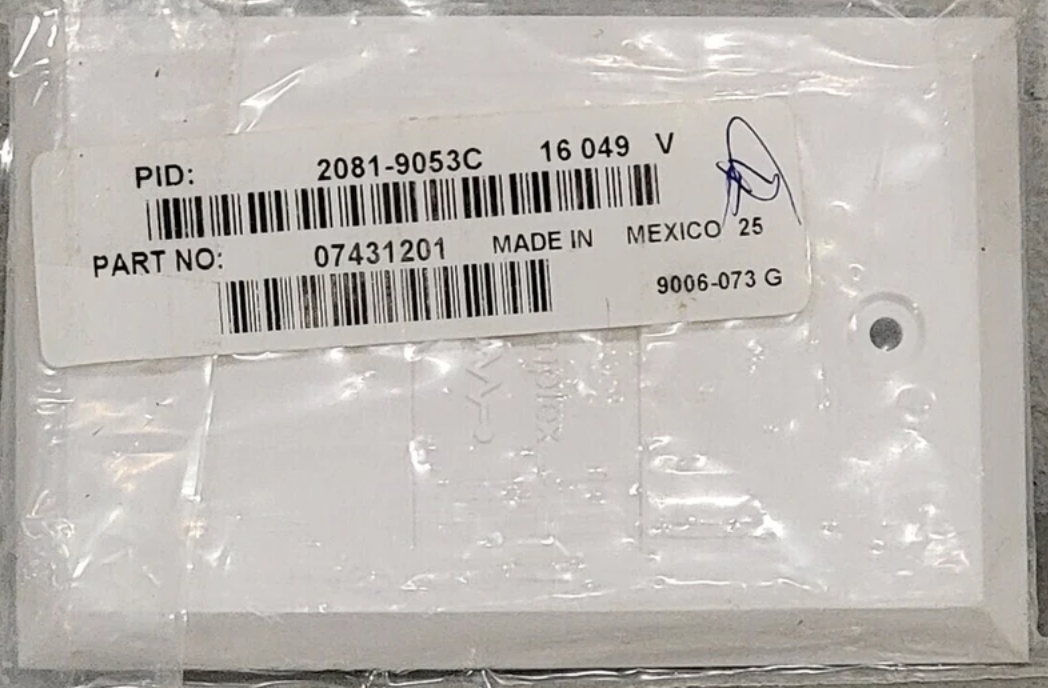 PID: 2081-9053C 16 049 V
PART NO: 07431201 MADE IN MEXICO 25
9006-073 G